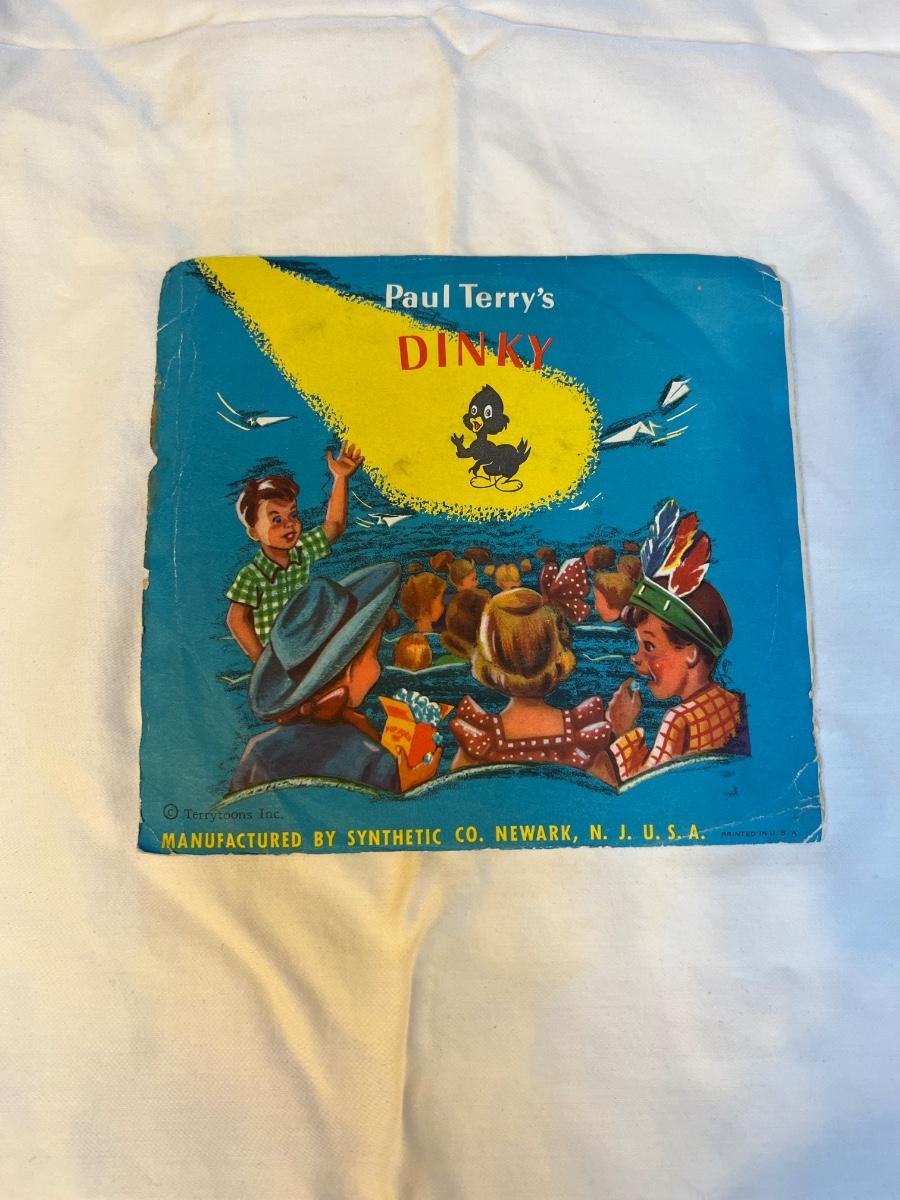 Paul Terry's
DINKY
© Terrytoons Inc.
MANUFACTURED BY SYNTHETIC CO. NEWARK, N. J. U. S. A.
PRINTED IN U. S. A.